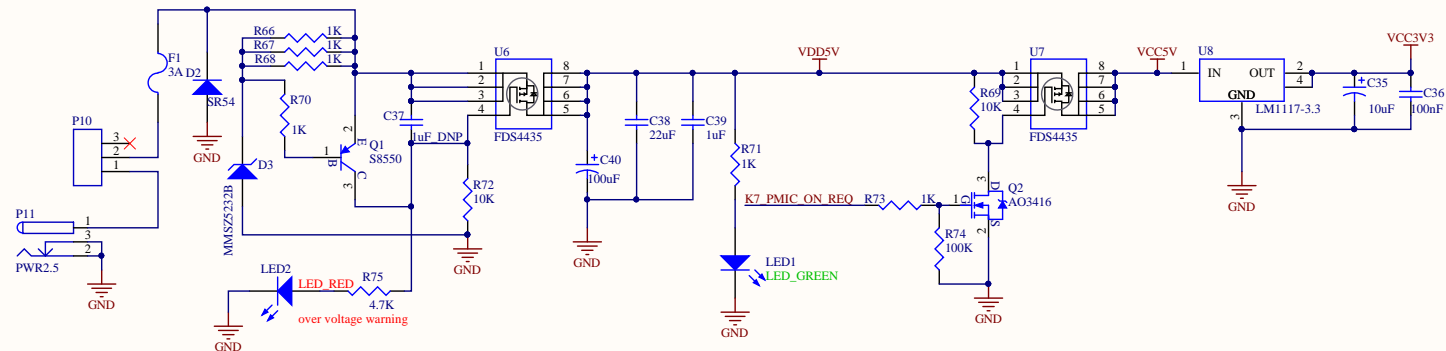 F1
3A
D2
SR54
GND
P10
3
2
1
P11
1
3
2
PWR2.5
GND
R66 1K
R67 1K
R68 1K
R70
1K
D3
MMSZ5232B
2
E
1
B
Q1
S8550
3
C
C37
1uF_DNP
R72
10K
GND
LED2
LED_RED
R75
4.7K
over voltage warning
GND
U6
1
2
3
4
8
7
6
5
FDS4435
C40
100uF
GND
C38
22uF
C39
1uF
VDD5V
R71
1K
LED1
LED_GREEN
GND
K7_PMIC_ON_REQ
R73
1K
R74
100K
1
G
3
D
S
2
Q2
AO3416
GND
R69
10K
U7
1
2
3
4
8
7
6
5
FDS4435
VCC5V
U8
1
IN
OUT
GND
2
4
3
LM1117-3.3
GND
C35
10uF
VCC3V3
C36
100nF